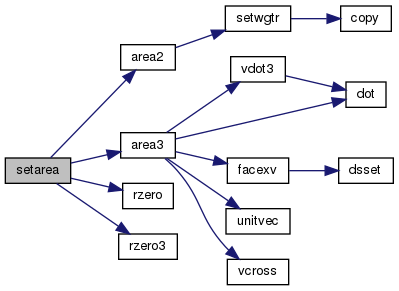 setwgtr
copy
area2
vdot3
dot
area3
facexv
dsset
setarea
rzero
unitvec
rzero3
vcross